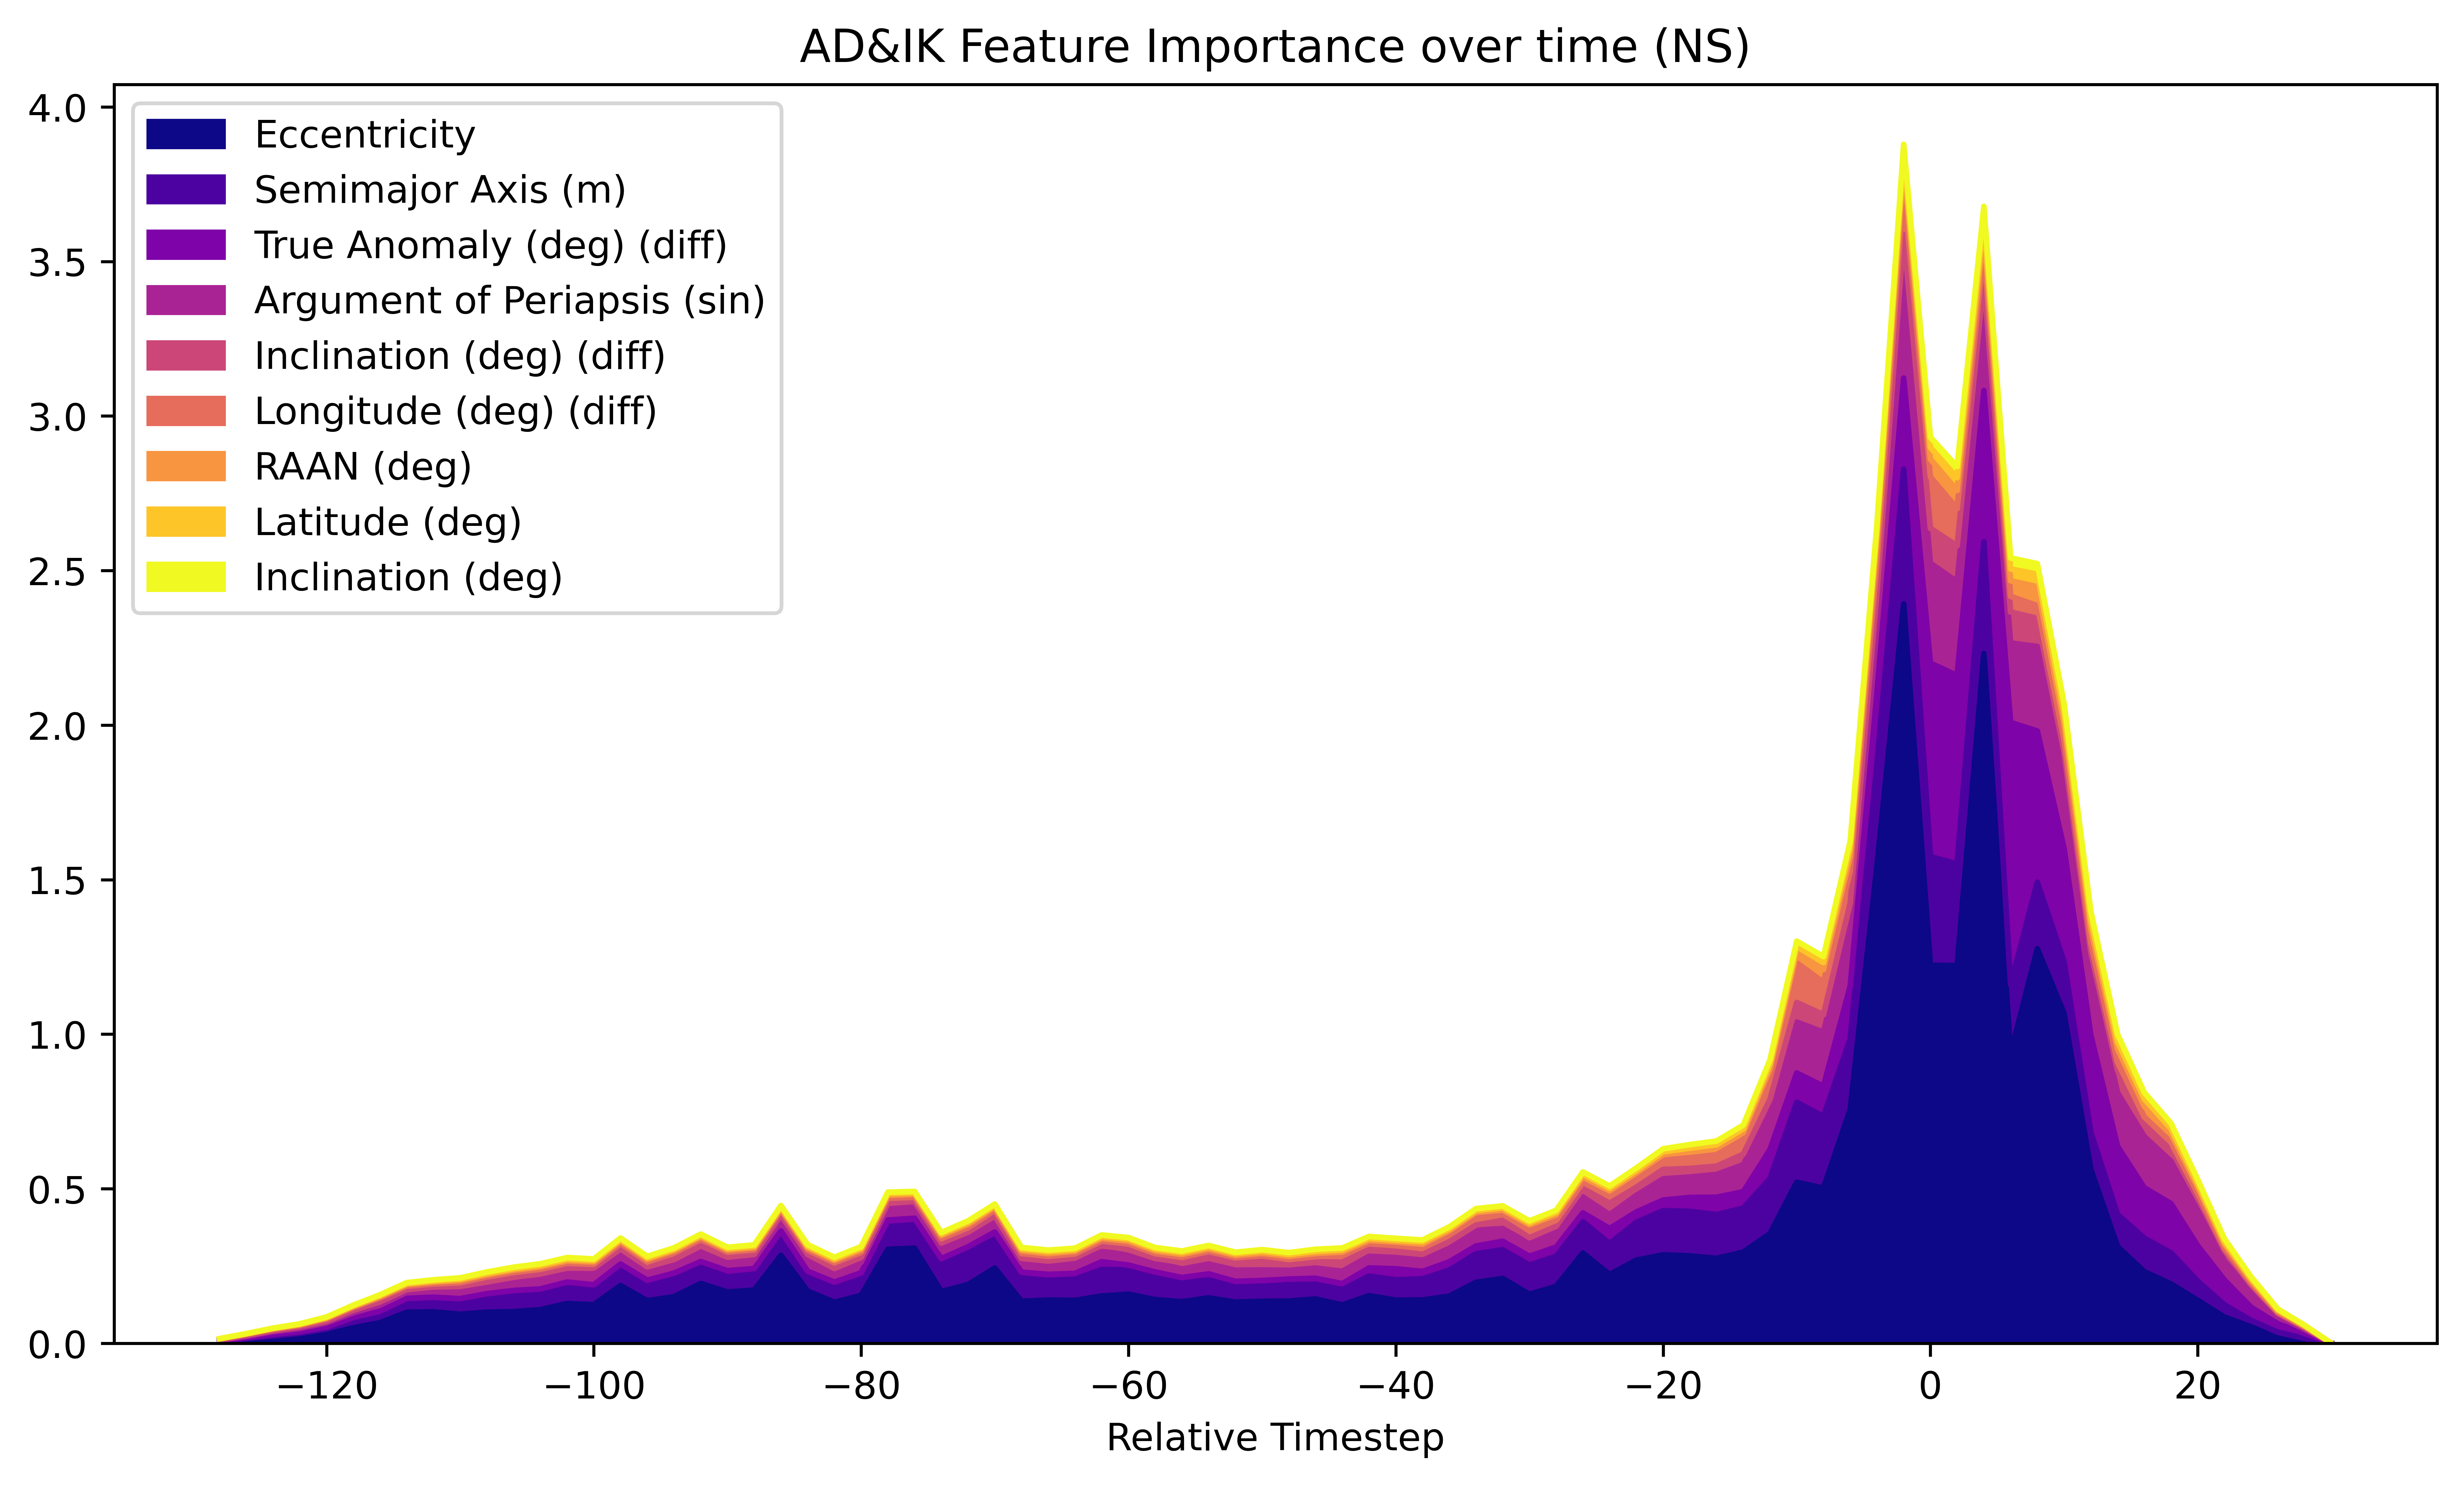 AD&IK Feature Importance over time (NS)
4.0
3.5
3.0
2.5
2.0
1.5
1.0
0.5
0.0
Eccentricity
Semimajor Axis (m)
True Anomaly (deg) (diff)
Argument of Periapsis (sin)
Inclination (deg) (diff)
Longitude (deg) (diff)
RAAN (deg)
Latitude (deg)
Inclination (deg)
−120 −100 −80 −60 −40 −20 0 20
Relative Timestep